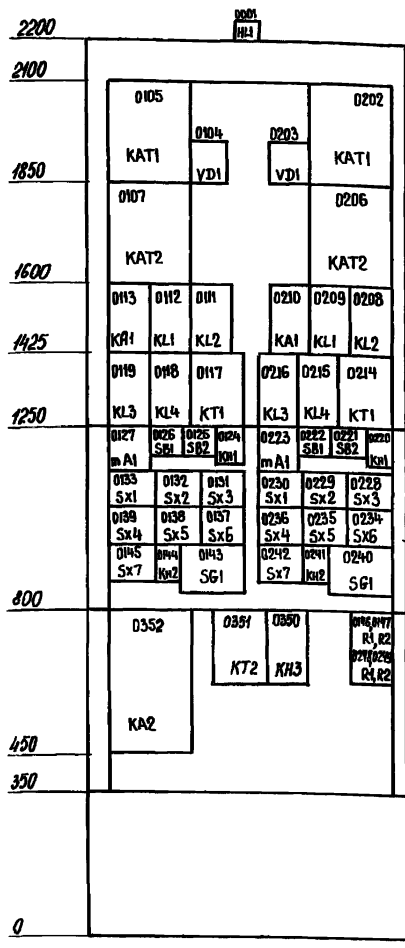 0001
HL1
2200
2100
0105
0202
0104
0203
KAT1
VD1
VD1
KAT1
1850
0107
0206
KAT2
KAT2
1600
0113 0112 0111
0210 0209 0208
KA1 KL1 KL2
KA1 KL1 KL2
1425
0119 0118 0117
0216 0215 0214
KL3 KL4 KT1
KL3 KL4 KT1
1250
0127 0126 0125 0124
0223 0222 0221 0220
mA1 SB1 SB2 KH1
mA1 SB1 SB2 KH1
0133 0132 0131
0230 0229 0228
Sx1 Sx2 Sx3
Sx1 Sx2 Sx3
0139 0138 0137
0236 0235 0234
Sx4 Sx5 Sx6
Sx4 Sx5 Sx6
0145 0144 0143
0242 0241 0240
Sx7 KH2 SG1
Sx7 KH2 SG1
800
0352 0351 0350
0146,0147
R1, R2
R1, R2
KT2 KH3
KA2
450
350
0